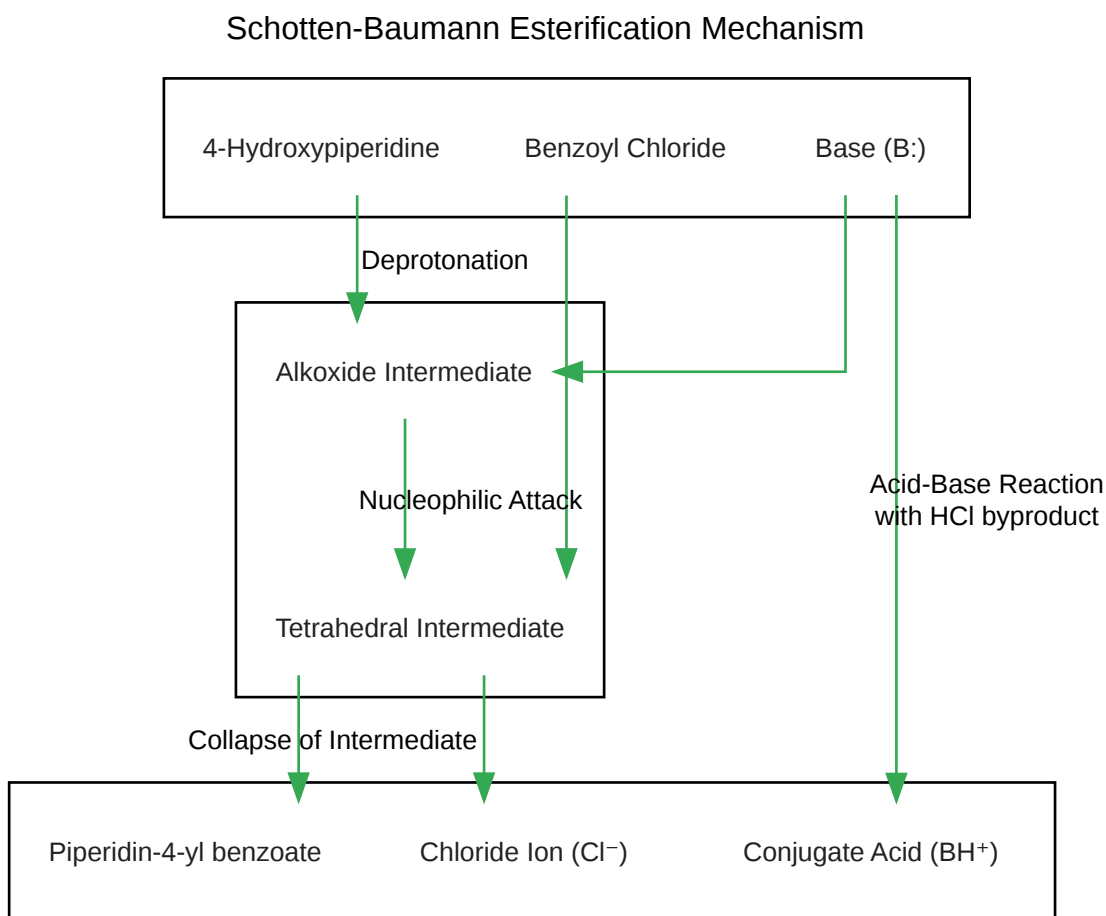 Schotten-Baumann Esterification Mechanism
4-Hydroxypiperidine
Benzoyl Chloride
Base (B:)
Deprotonation
Alkoxide Intermediate
Nucleophilic Attack
Acid-Base Reaction
with HCl byproduct
Tetrahedral Intermediate
Collapse of Intermediate
Piperidin-4-yl benzoate
Chloride Ion (Cl⁻)
Conjugate Acid (BH⁺)